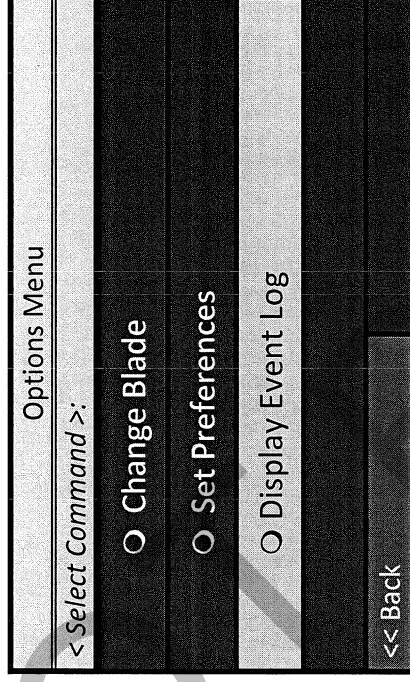 Options Menu
< Select Command >:
Change Blade
Set Preferences
Display Event Log
<< Back